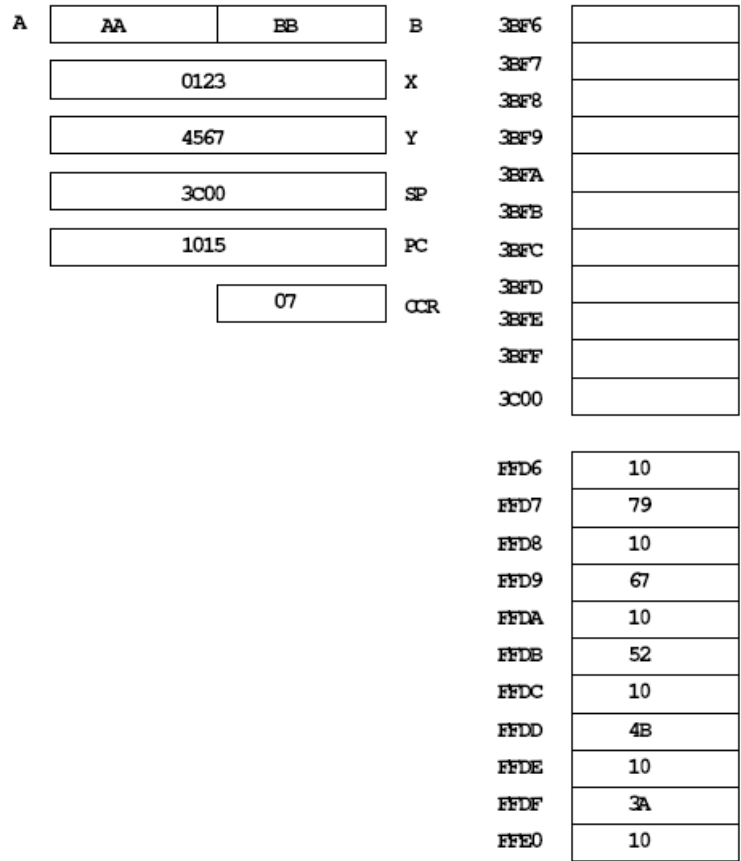 A AA BB B
0123 X
4567 Y
3C00 SP
1015 PC
07 CCR
3BF6
3BF7
3BF8
3BF9
3BFA
3BFB
3BFC
3BFD
3BFE
3BFF
3C00
FFD6 10
FFD7 79
FFD8 10
FFD9 67
FFDA 10
FFDB 52
FFDC 10
FFDD 4B
FFDE 10
FFDF 3A
FFE0 10